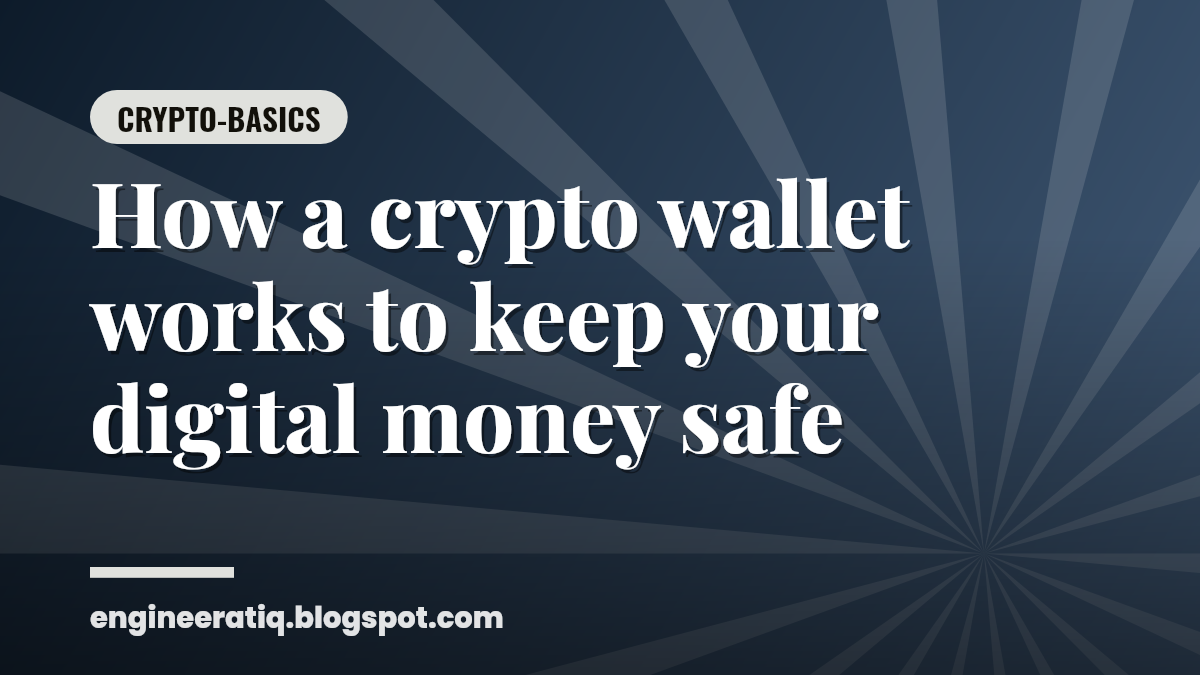 CRYPTO-BASICS
How a crypto wallet
works to keep your
digital money safe
engineeratiq.blogspot.com